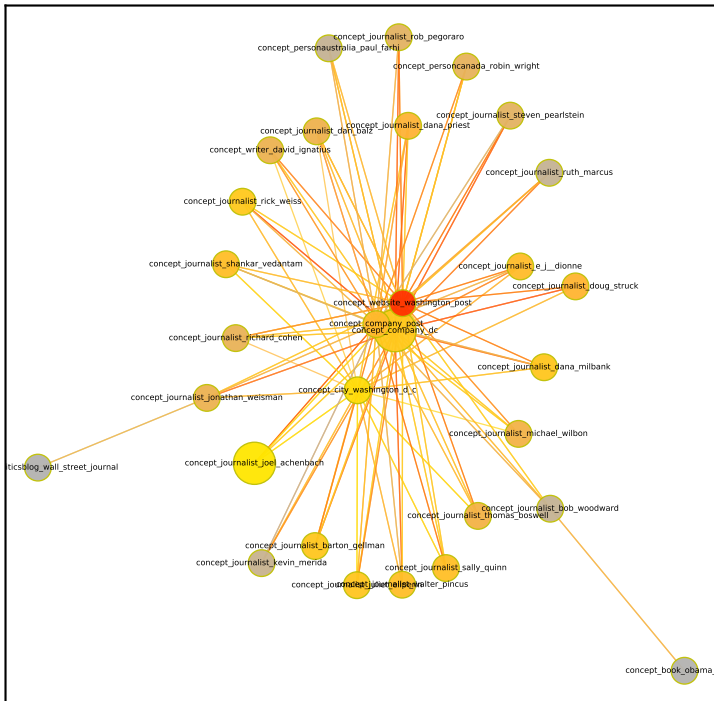 concept_journalist_rob_pegoraro
concept_personaustralia_paul_farhi
concept_personcanada_robin_wright
concept_journalist_steven_pearlstein
concept_journalist_dana_priest
concept_journalist_dan_balz
concept_writer_david_ignatius
concept_journalist_ruth_marcus
concept_journalist_rick_weiss
concept_journalist_shankar_vedantam
concept_journalist_e_j__dionne
concept_journalist_doug_struck
concept_website_washington_post
concept_company_post
concept_company_dc
concept_journalist_richard_cohen
concept_journalist_dana_milbank
concept_city_washington_d_c
concept_journalist_jonathan_weisman
concept_journalist_michael_wilbon
concept_journalist_joel_achenbach
ticsblog_wall_street_journal
concept_journalist_bob_woodward
concept_journalist_thomas_boswell
concept_journalist_barton_gellman
concept_journalist_kevin_merida
concept_journalist_sally_quinn
concept_journalist_walter_pincus
concept_book_obama_